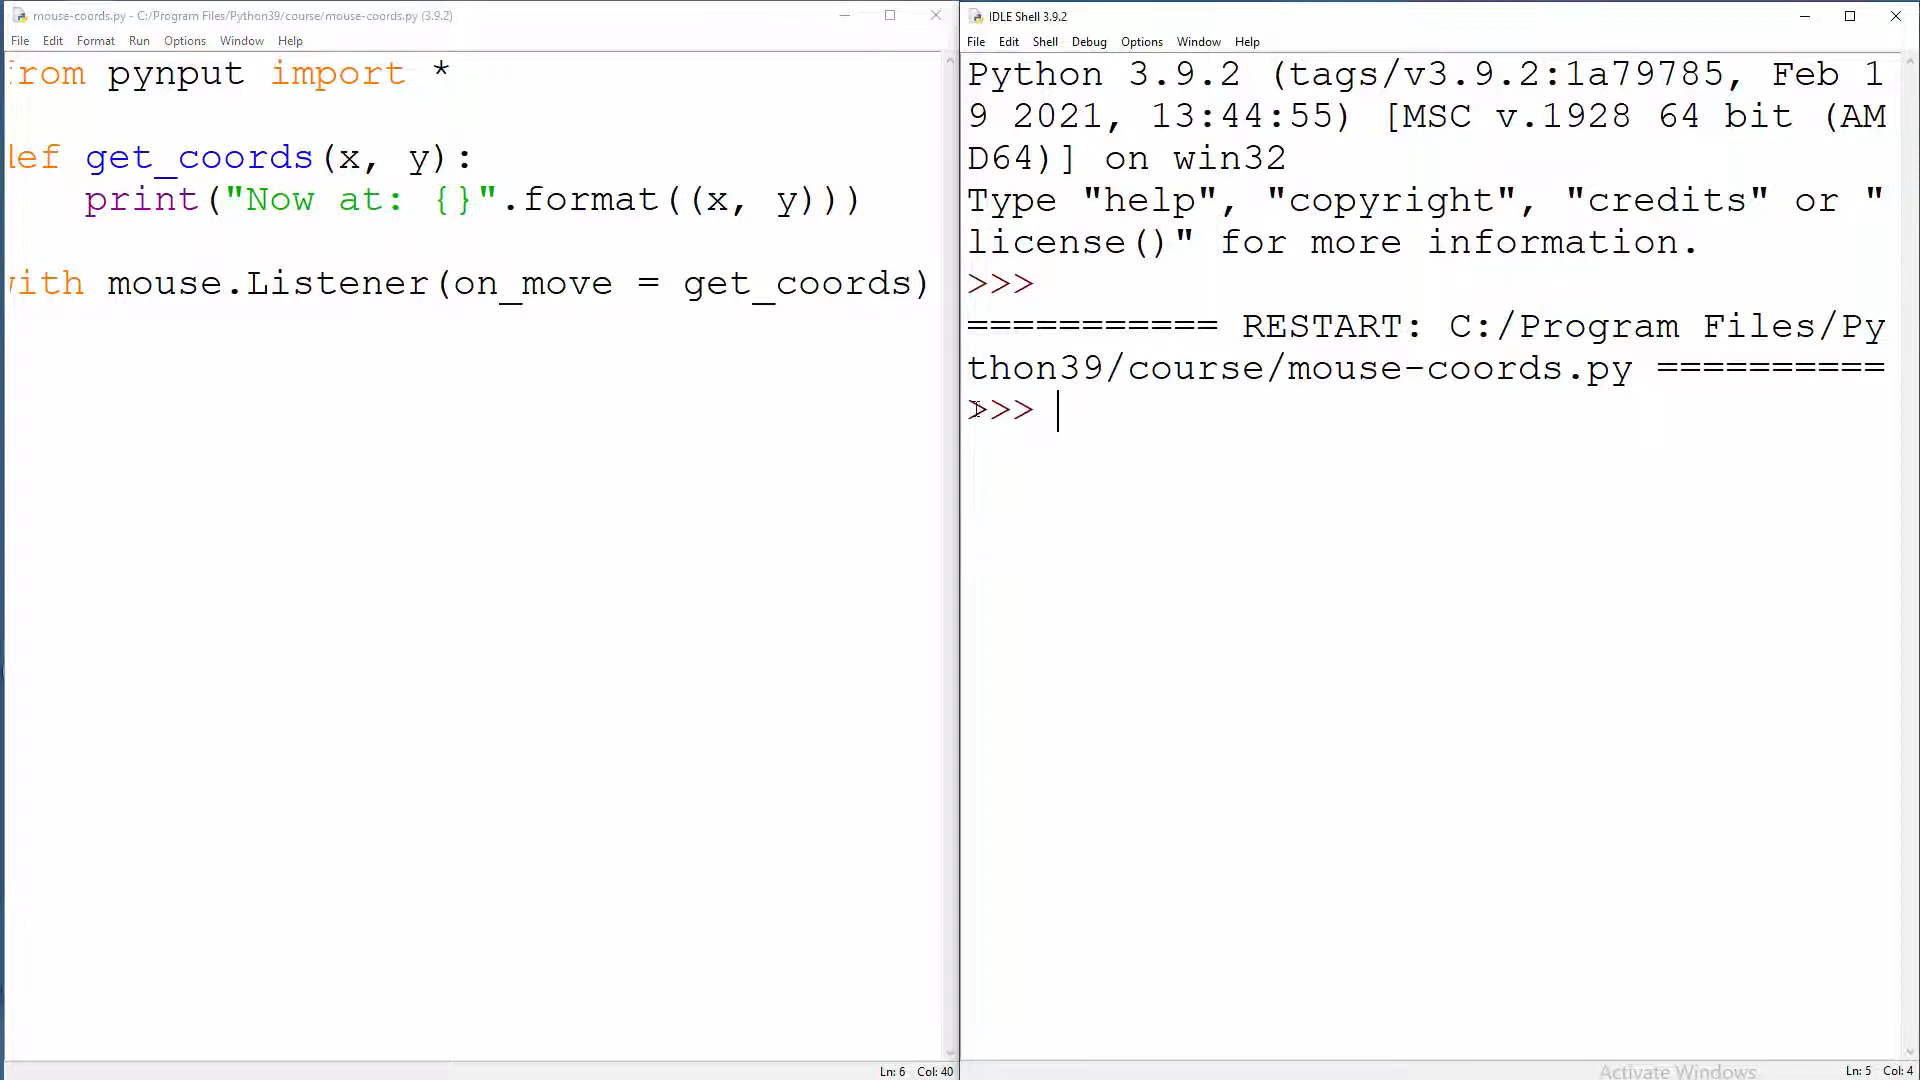 mouse-coords.py - C:/Program Files/Python39/course/mouse-coords.py (3.9.2)
File Edit Format Run Options Window Help
from pynput import *
def get_coords(x, y):
    print("Now at: {}".format((x, y)))
with mouse.Listener(on_move = get_coords)
Ln: 6 Col: 40
IDLE Shell 3.9.2
File Edit Shell Debug Options Window Help
Python 3.9.2 (tags/v3.9.2:1a79785, Feb 1
9 2021, 13:44:55) [MSC v.1928 64 bit (AM
D64)] on win32
Type "help", "copyright", "credits" or "
license()" for more information.
>>>
=========== RESTART: C:/Program Files/Py
thon39/course/mouse-coords.py ==========
>>>
Activate Windows
Ln: 5 Col: 4